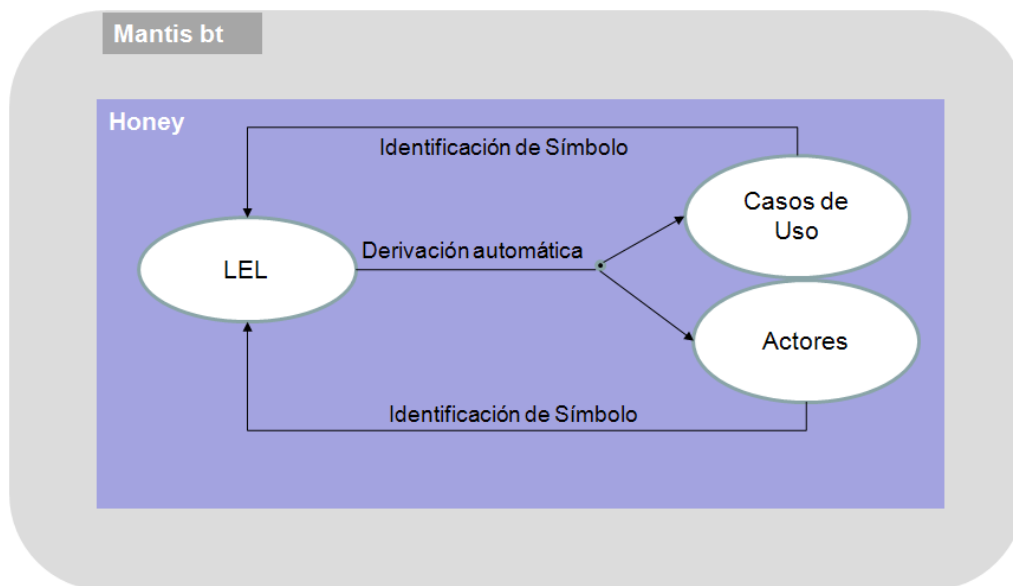 Mantis bt
Honey
Identificación de Símbolo
Casos de
Uso
Derivación automática
LEL
Actores
Identificación de Símbolo